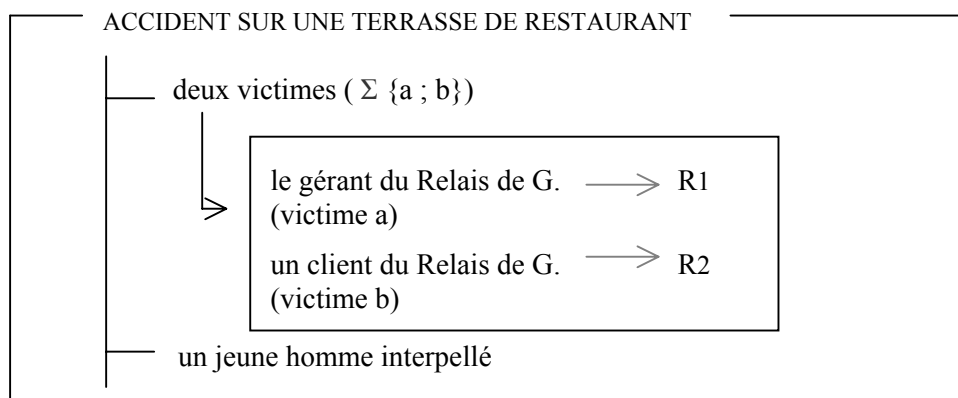 ACCIDENT SUR UNE TERRASSE DE RESTAURANT
deux victimes ( Σ {a ; b})
le gérant du Relais de G. R1
(victime a)
un client du Relais de G. R2
(victime b)
un jeune homme interpellé